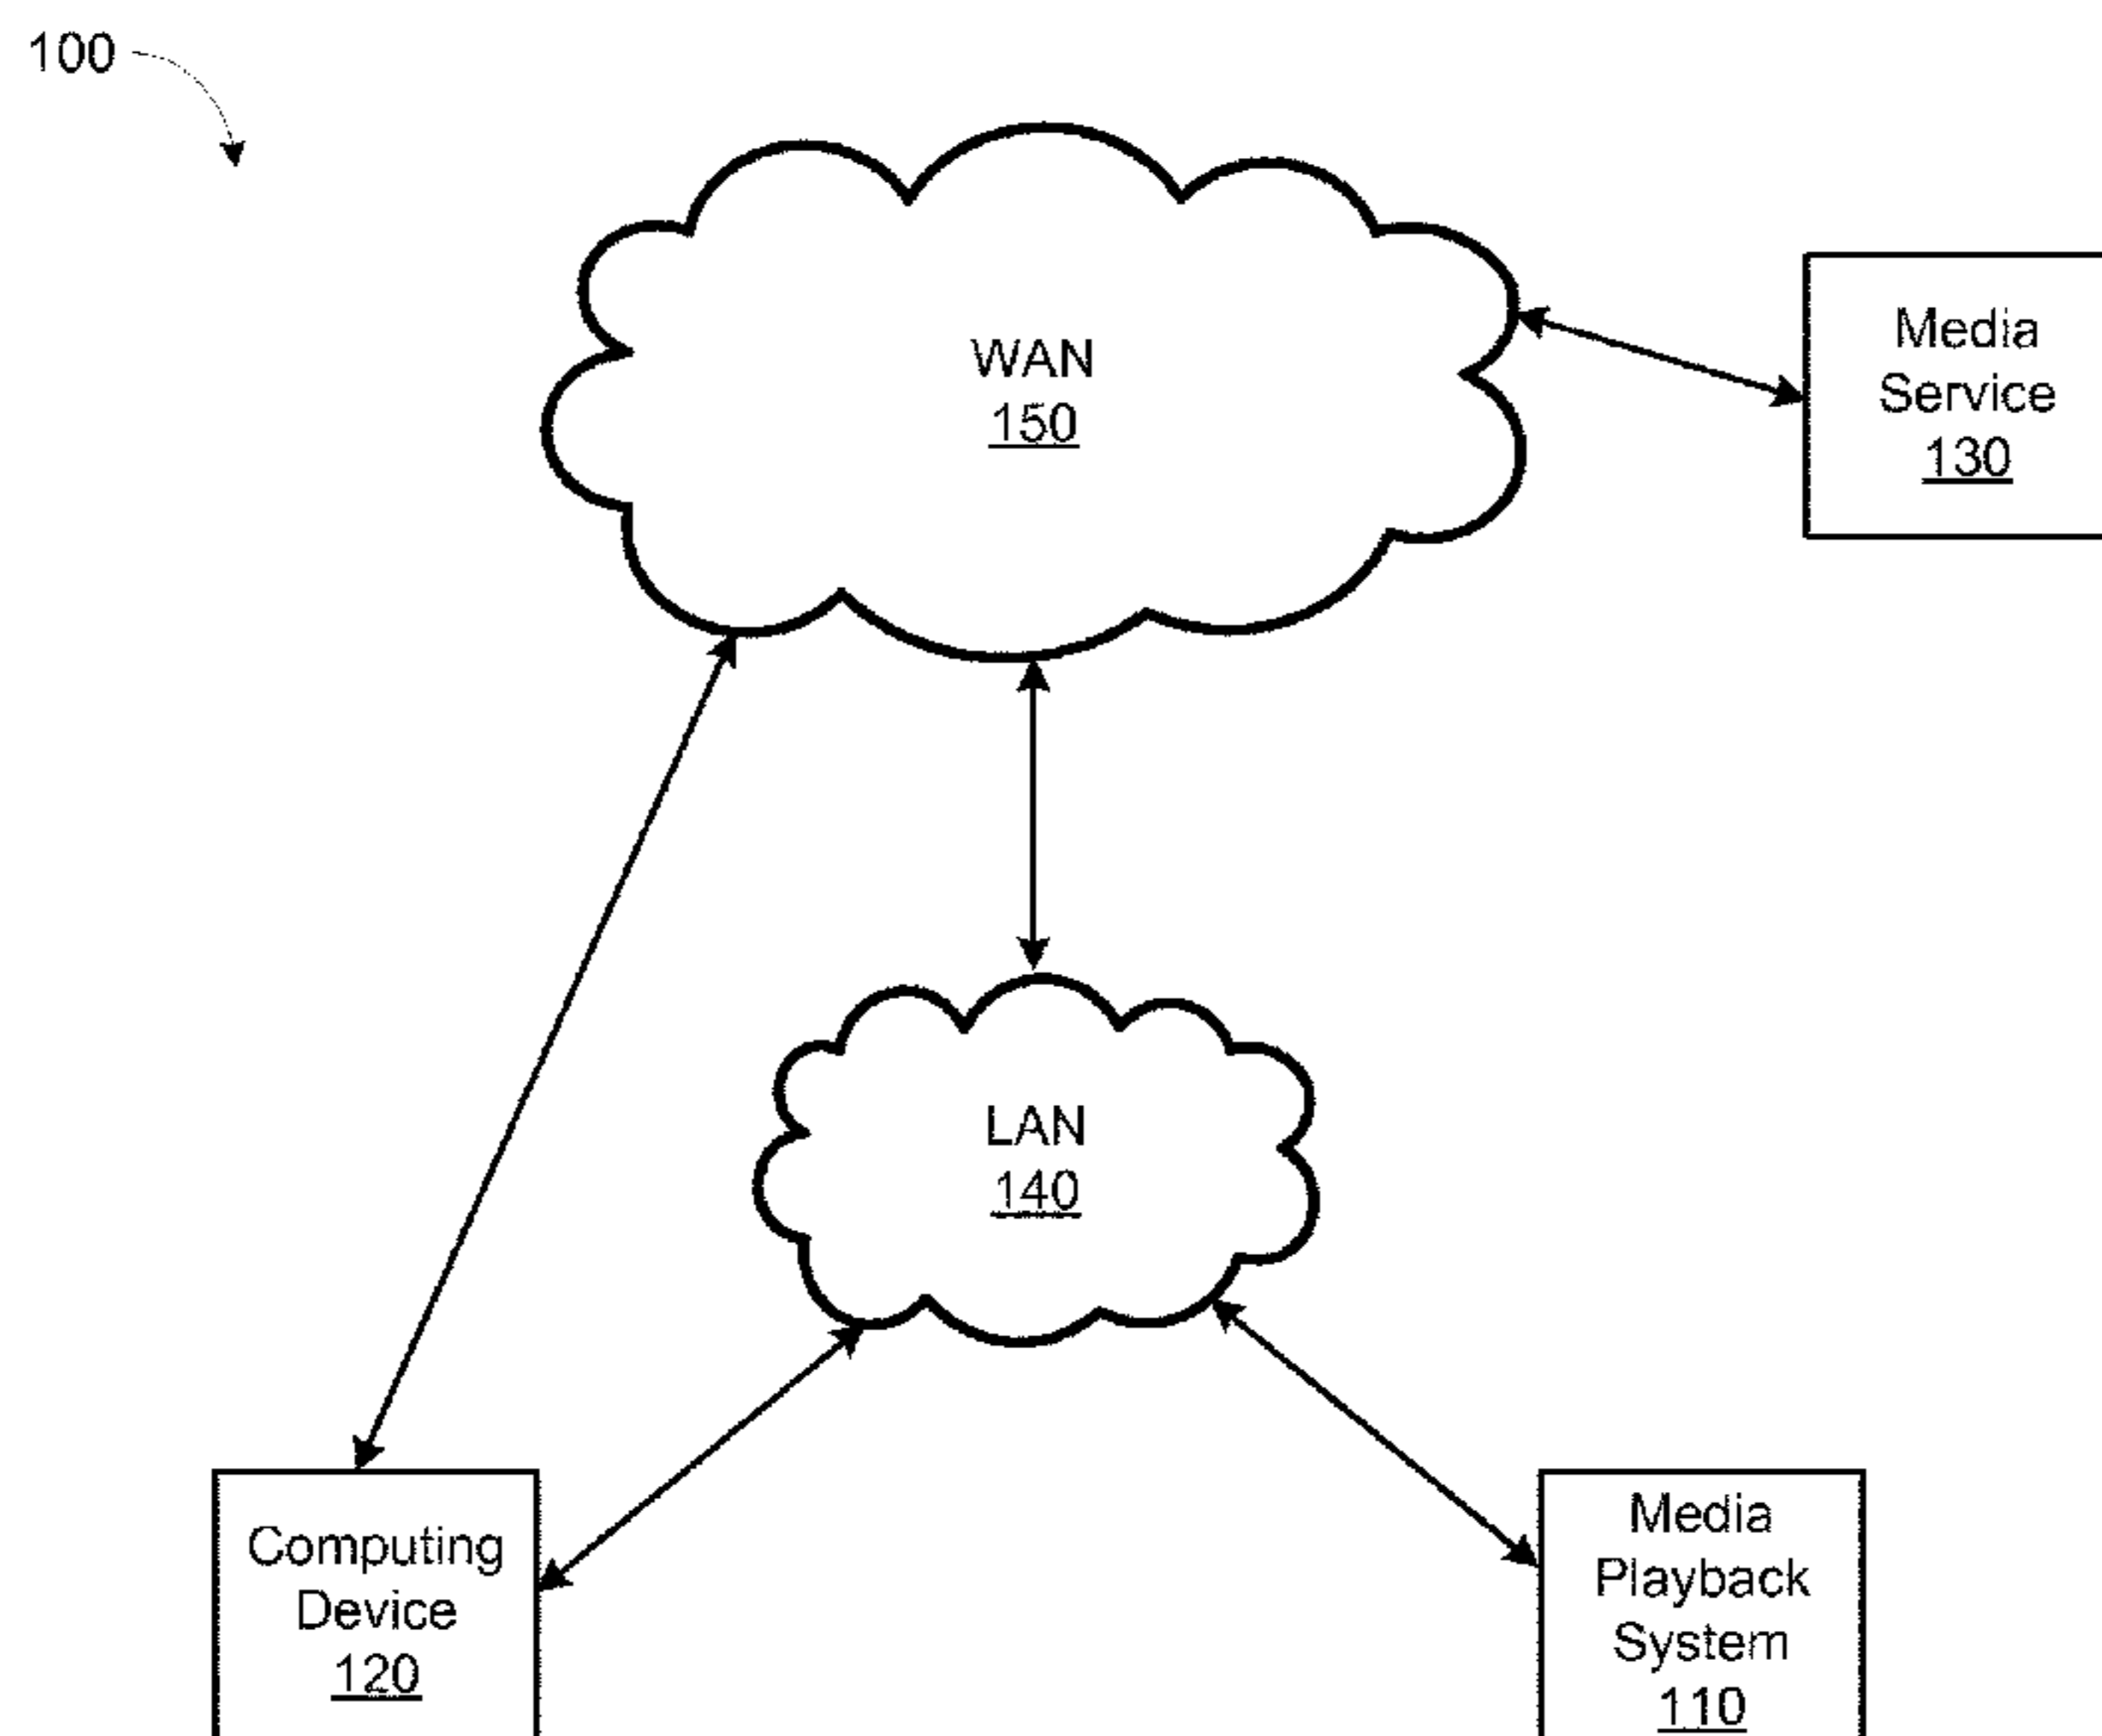 100
WAN
150
Media
Service
130
LAN
140
Computing
Device
120
Media
Playback
System
110